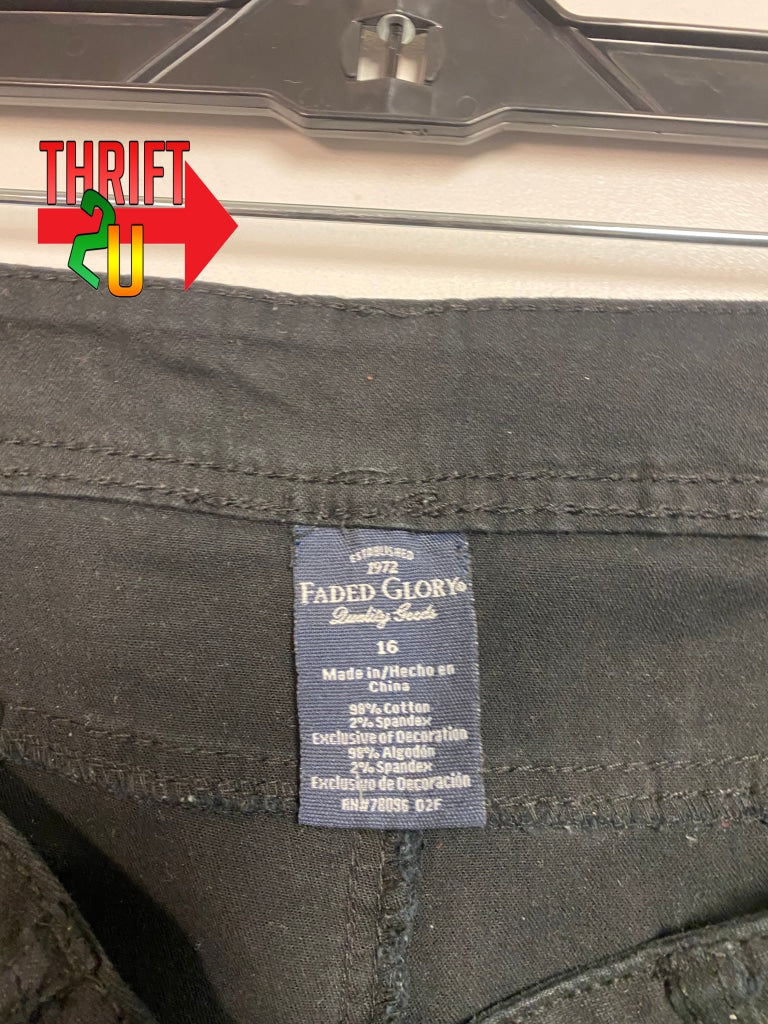 THRIFT
2U
ESTABLISHED
1972
FADED GLORY®
Quality Goods
16
Made in/Hecho en
China
98% Cotton
2% Spandex
Exclusive of Decoration
98% Algodón
2% Spandex
Exclusivo de Decoración
RN#78096 02F